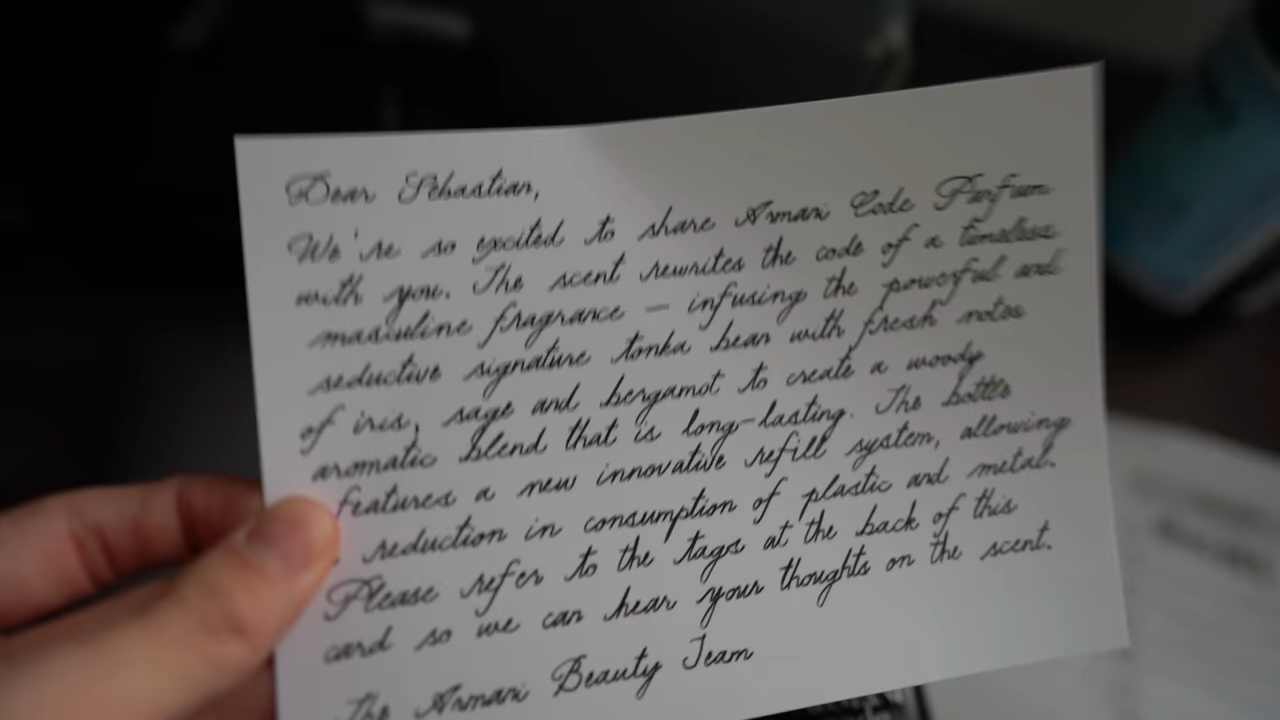 Dear Sebastian,
We're so excited to share Armani Code Parfum
with you. The scent rewrites the code of a timeless
masculine fragrance – infusing the powerful and
seductive signature tonka bean with fresh notes
of iris, sage and bergamot to create a woody
aromatic blend that is long-lasting. The bottle
features a new innovative refill system, allowing
reduction in consumption of plastic and metal.
Please refer to the tags at the back of this
card so we can hear your thoughts on the scent.
The Armani Beauty Team